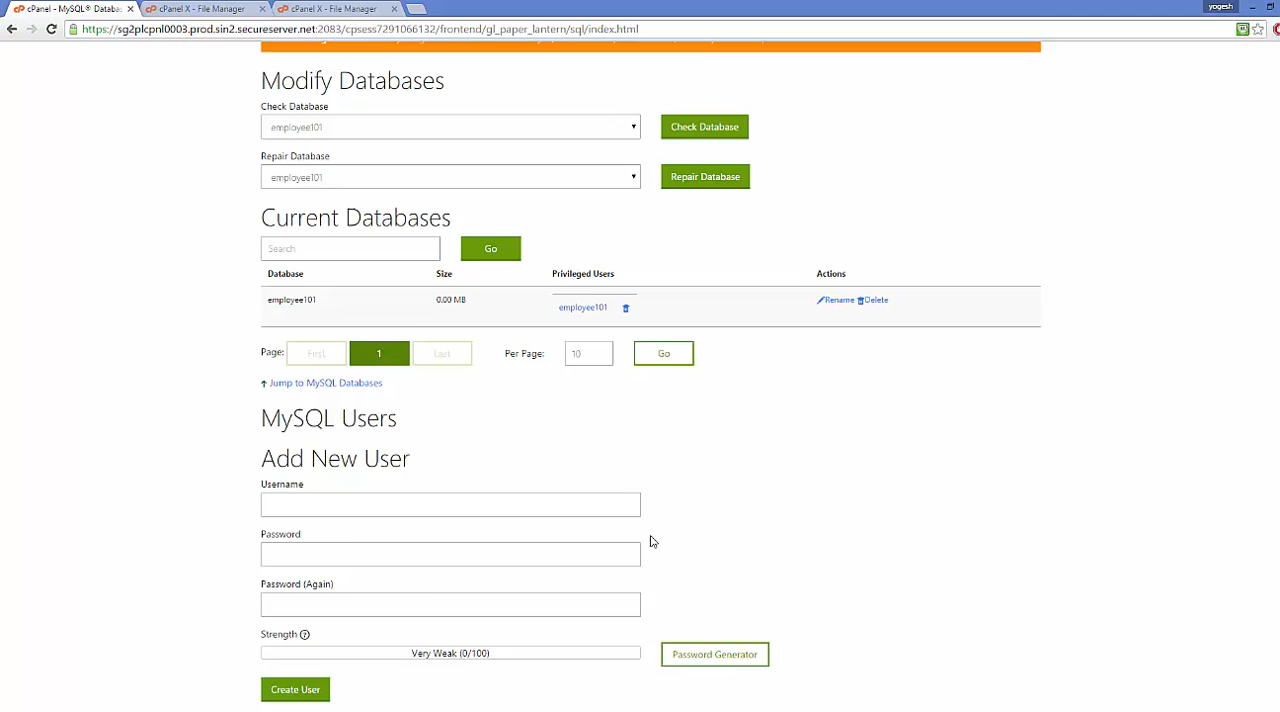 cPanel - MySQL® Databa
cPanel X - File Manager
cPanel X - File Manager
yogesh
https://sg2plcpnl0003.prod.sin2.secureserver.net:2083/cpsess7291066132/frontend/gl_paper_lantern/sql/index.html
Modify Databases
Check Database
employee101
Check Database
Repair Database
employee101
Repair Database
Current Databases
Search
Go
Database Size Privileged Users Actions
employee101 0.00 MB employee101 Rename Delete
Page: First 1 Last Per Page: 10 Go
Jump to MySQL Databases
MySQL Users
Add New User
Username
Password
Password (Again)
Strength ?
Very Weak (0/100)
Password Generator
Create User